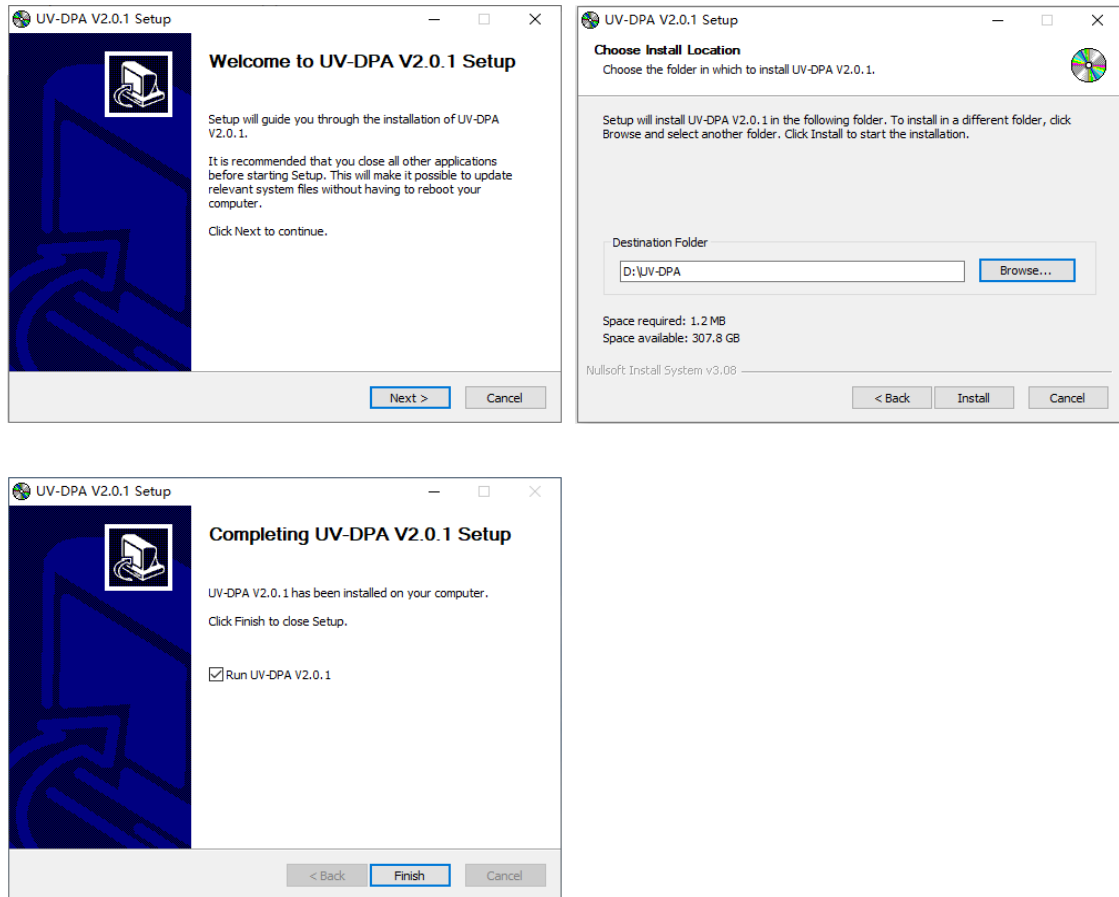 UV-DPA V2.0.1 Setup
Welcome to UV-DPA V2.0.1 Setup
Setup will guide you through the installation of UV-DPA
V2.0.1.
It is recommended that you close all other applications
before starting Setup. This will make it possible to update
relevant system files without having to reboot your
computer.
Click Next to continue.
Next >
Cancel
UV-DPA V2.0.1 Setup
Choose Install Location
Choose the folder in which to install UV-DPA V2.0.1.
Setup will install UV-DPA V2.0.1 in the following folder. To install in a different folder, click
Browse and select another folder. Click Install to start the installation.
Destination Folder
D:\UV-DPA
Browse...
Space required: 1.2 MB
Space available: 307.8 GB
Nullsoft Install System v3.08
< Back
Install
Cancel
UV-DPA V2.0.1 Setup
Completing UV-DPA V2.0.1 Setup
UV-DPA V2.0.1 has been installed on your computer.
Click Finish to close Setup.
Run UV-DPA V2.0.1
< Back
Finish
Cancel